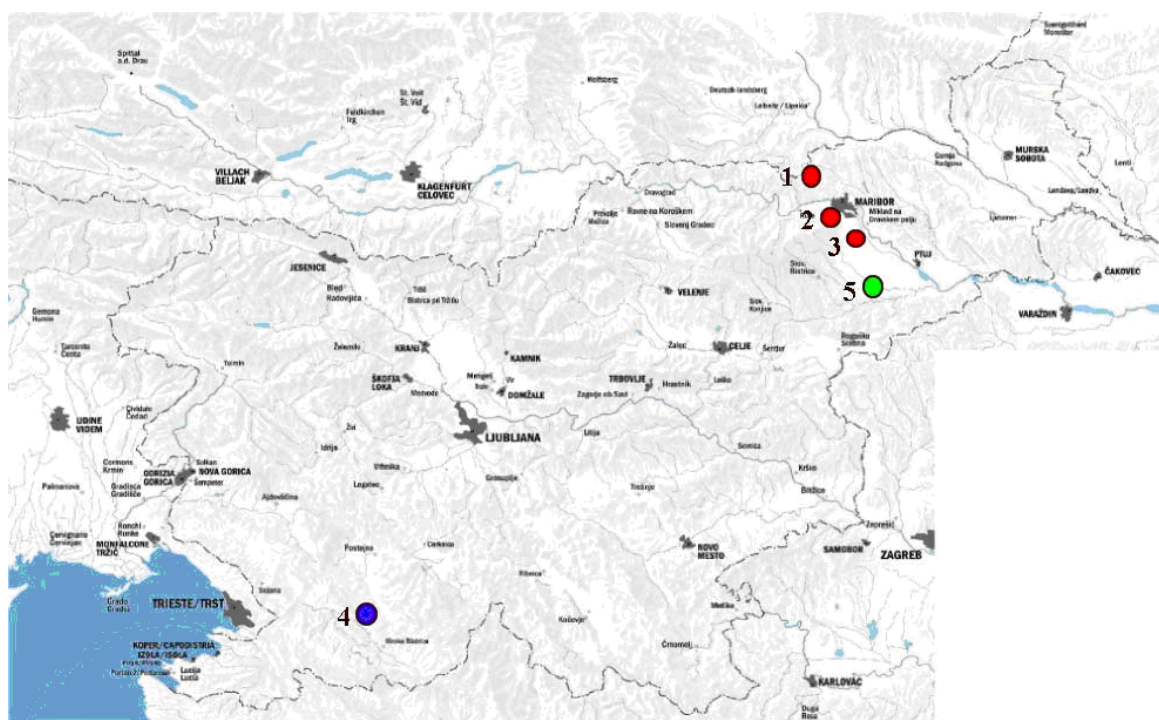 Spittal
a.d. Drau
Wolfsberg
Deutsch-landsberg
Leibnitz / Lipnica
St. Veit
Št. Vid
Feldkirchen
Trg
MURSKA
SOBOTA
Gornja
Radgona
Lenti
Lendava/Lendva
VILLACH
BELJAK
KLAGENFURT
CELOVEC
1
Dravograd
Ravne na Koroškem
Slovenj Gradec
MARIBOR
Miklavž na
Dravskem polju
2
3
Ljutomer
PTUJ
ČAKOVEC
JESENICE
Bled
Radovljica
Tržič
Bistrica pri Tržiču
VELENJE
Slov.
Bistrica
Slov.
Konjice
5
VARAŽDIN
Rogaška
Slatina
Gemona
Humin
Tarcento
Čenta
Tolmin
Železniki
KRANJ
KAMNIK
Žalec
CELJE
Šentjur
ŠKOFJA
LOKA
Medvode
Mengeš
Vir
DOMŽALE
TRBOVLJE
Hrastnik
Laško
Zagorje ob Savi
UDINE
VIDEM
Cividale
Čedad
Žiri
Idrija
LJUBLJANA
Litija
Sevnica
Cormons
Krmin
Gradisca
Gradišče
GORIZIA
GORICA
Solkan
NOVA GORICA
Šempeter
Vrhnika
Logatec
Grosuplje
Trebnje
Krško
Brežice
Palmanova
Ajdovščina
Cervignano
Červinjan
Ronchi
Ronke
MONFALCONE
TRŽIČ
Postojna
Cerknica
NOVO
MESTO
Zaprešić
SAMOBOR
ZAGREB
Grado
Gradež
TRIESTE/TRST
Sežana
4
Ribnica
Kočevje
Metlika
Ilirska Bistrica
Črnomelj
KOPER/CAPODISTRIA
IZOLA/ISOLA
Piran/Pirano
Lucija
Lucia
KARLOVAC
Duga
Resa